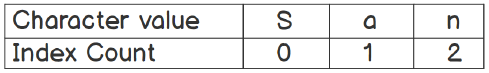 Character value S a n
Index Count 0 1 2